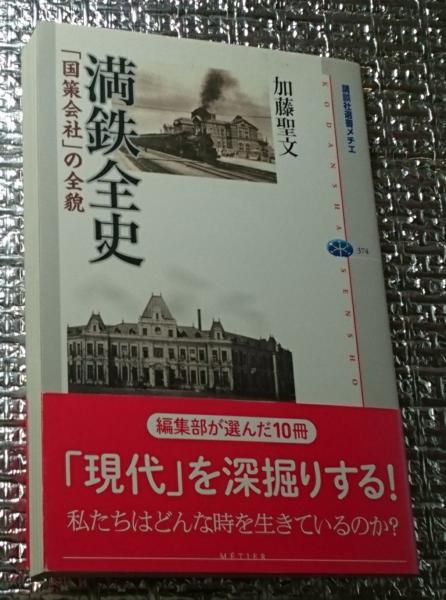 講談社選書メチエ
KODANSHA SENSHO
374
加藤聖文
満鉄全史
「国策会社」の全貌
編集部が選んだ10冊
「現代」を深掘りする!
私たちはどんな時を生きているのか?
MÉTIER